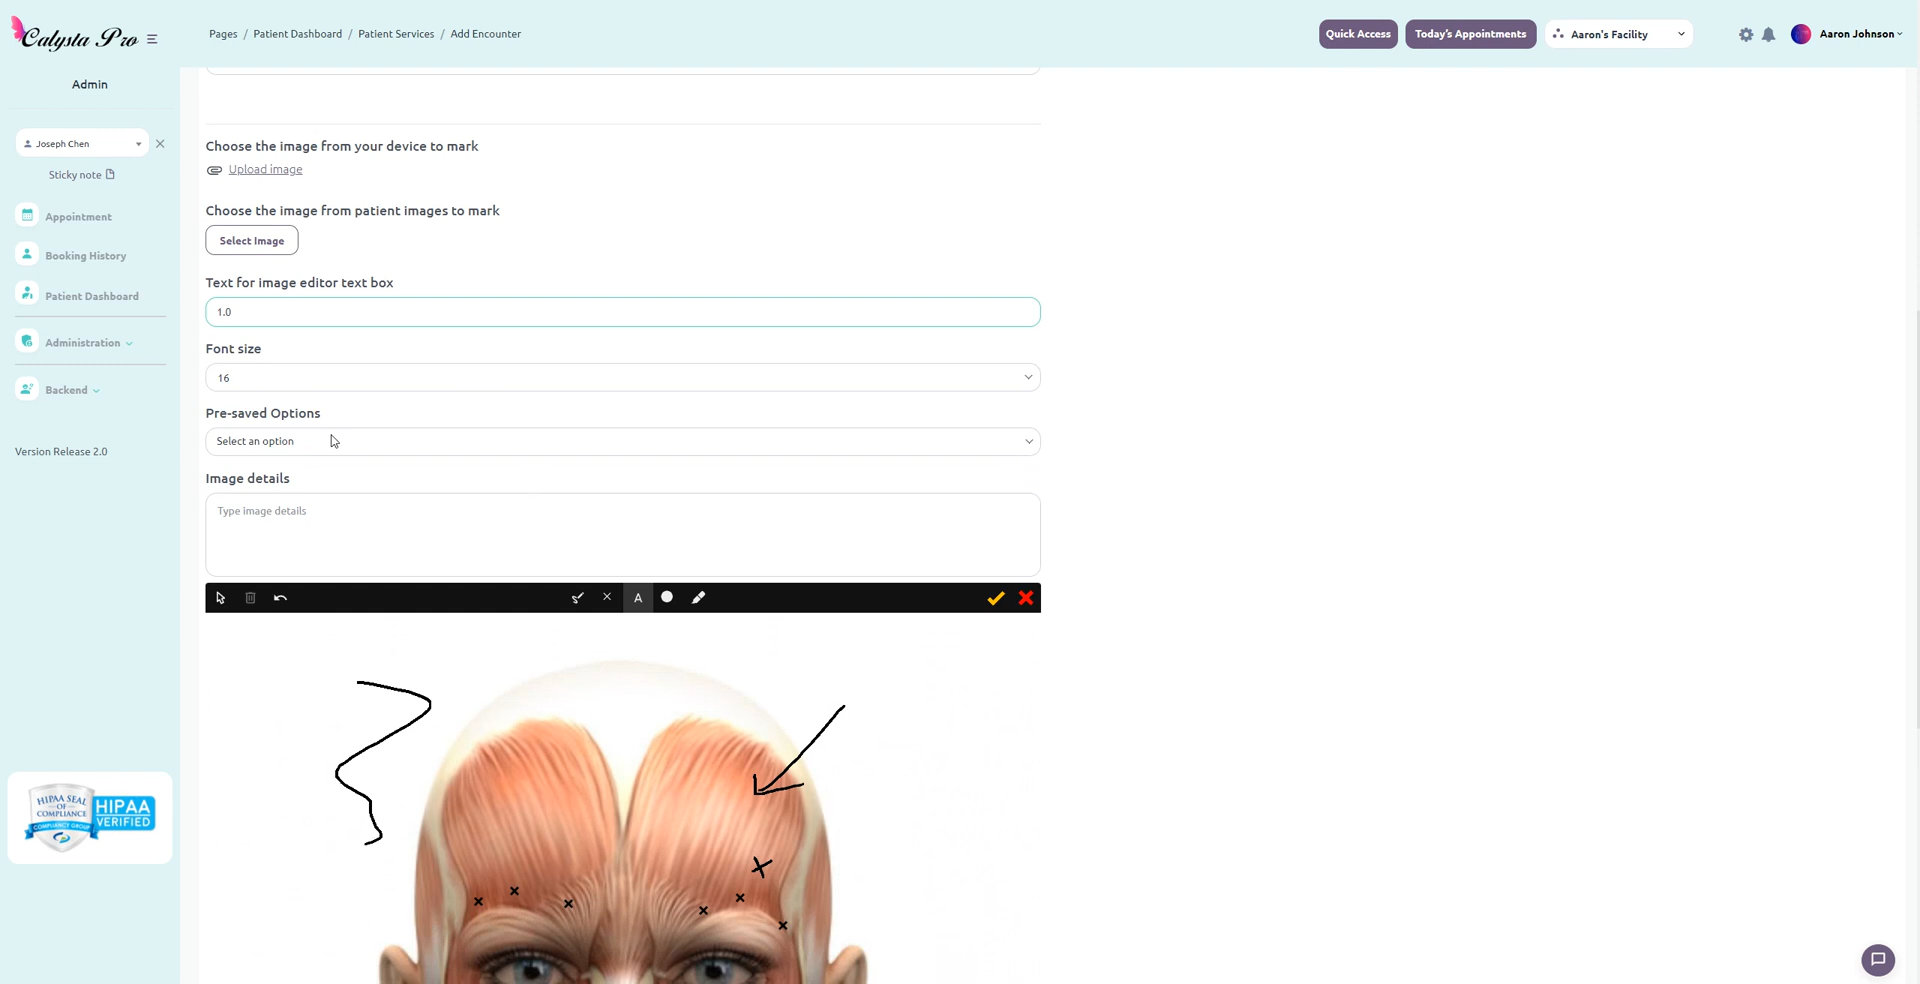 Calysta Pro
Pages / Patient Dashboard / Patient Services / Add Encounter
Quick Access
Today's Appointments
Aaron's Facility
Aaron Johnson
Admin
Joseph Chen
Sticky note
Appointment
Booking History
Patient Dashboard
Administration
Backend
Version Release 2.0
HIPAA SEAL
OF
COMPLIANCE
COMPLIANCY GROUP
HIPAA
VERIFIED
Choose the image from your device to mark
Upload image
Choose the image from patient images to mark
Select Image
Text for image editor text box
1.0
Font size
16
Pre-saved Options
Select an option
Image details
Type image details
A